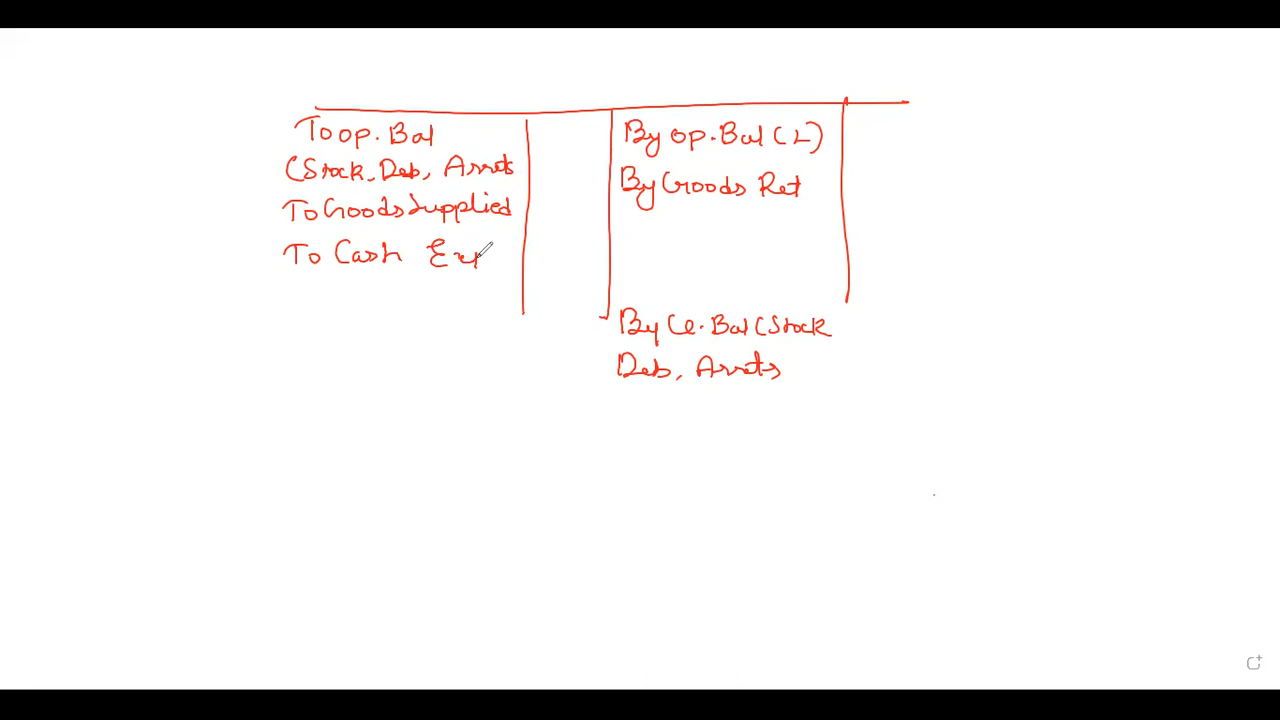 To op. Bal
(Stock, Deb, Assets
To Goods Supplied
To Cash Exp
By op. Bal (L)
By Goods Ret
By Cl. Bal (Stock
Deb, Assets